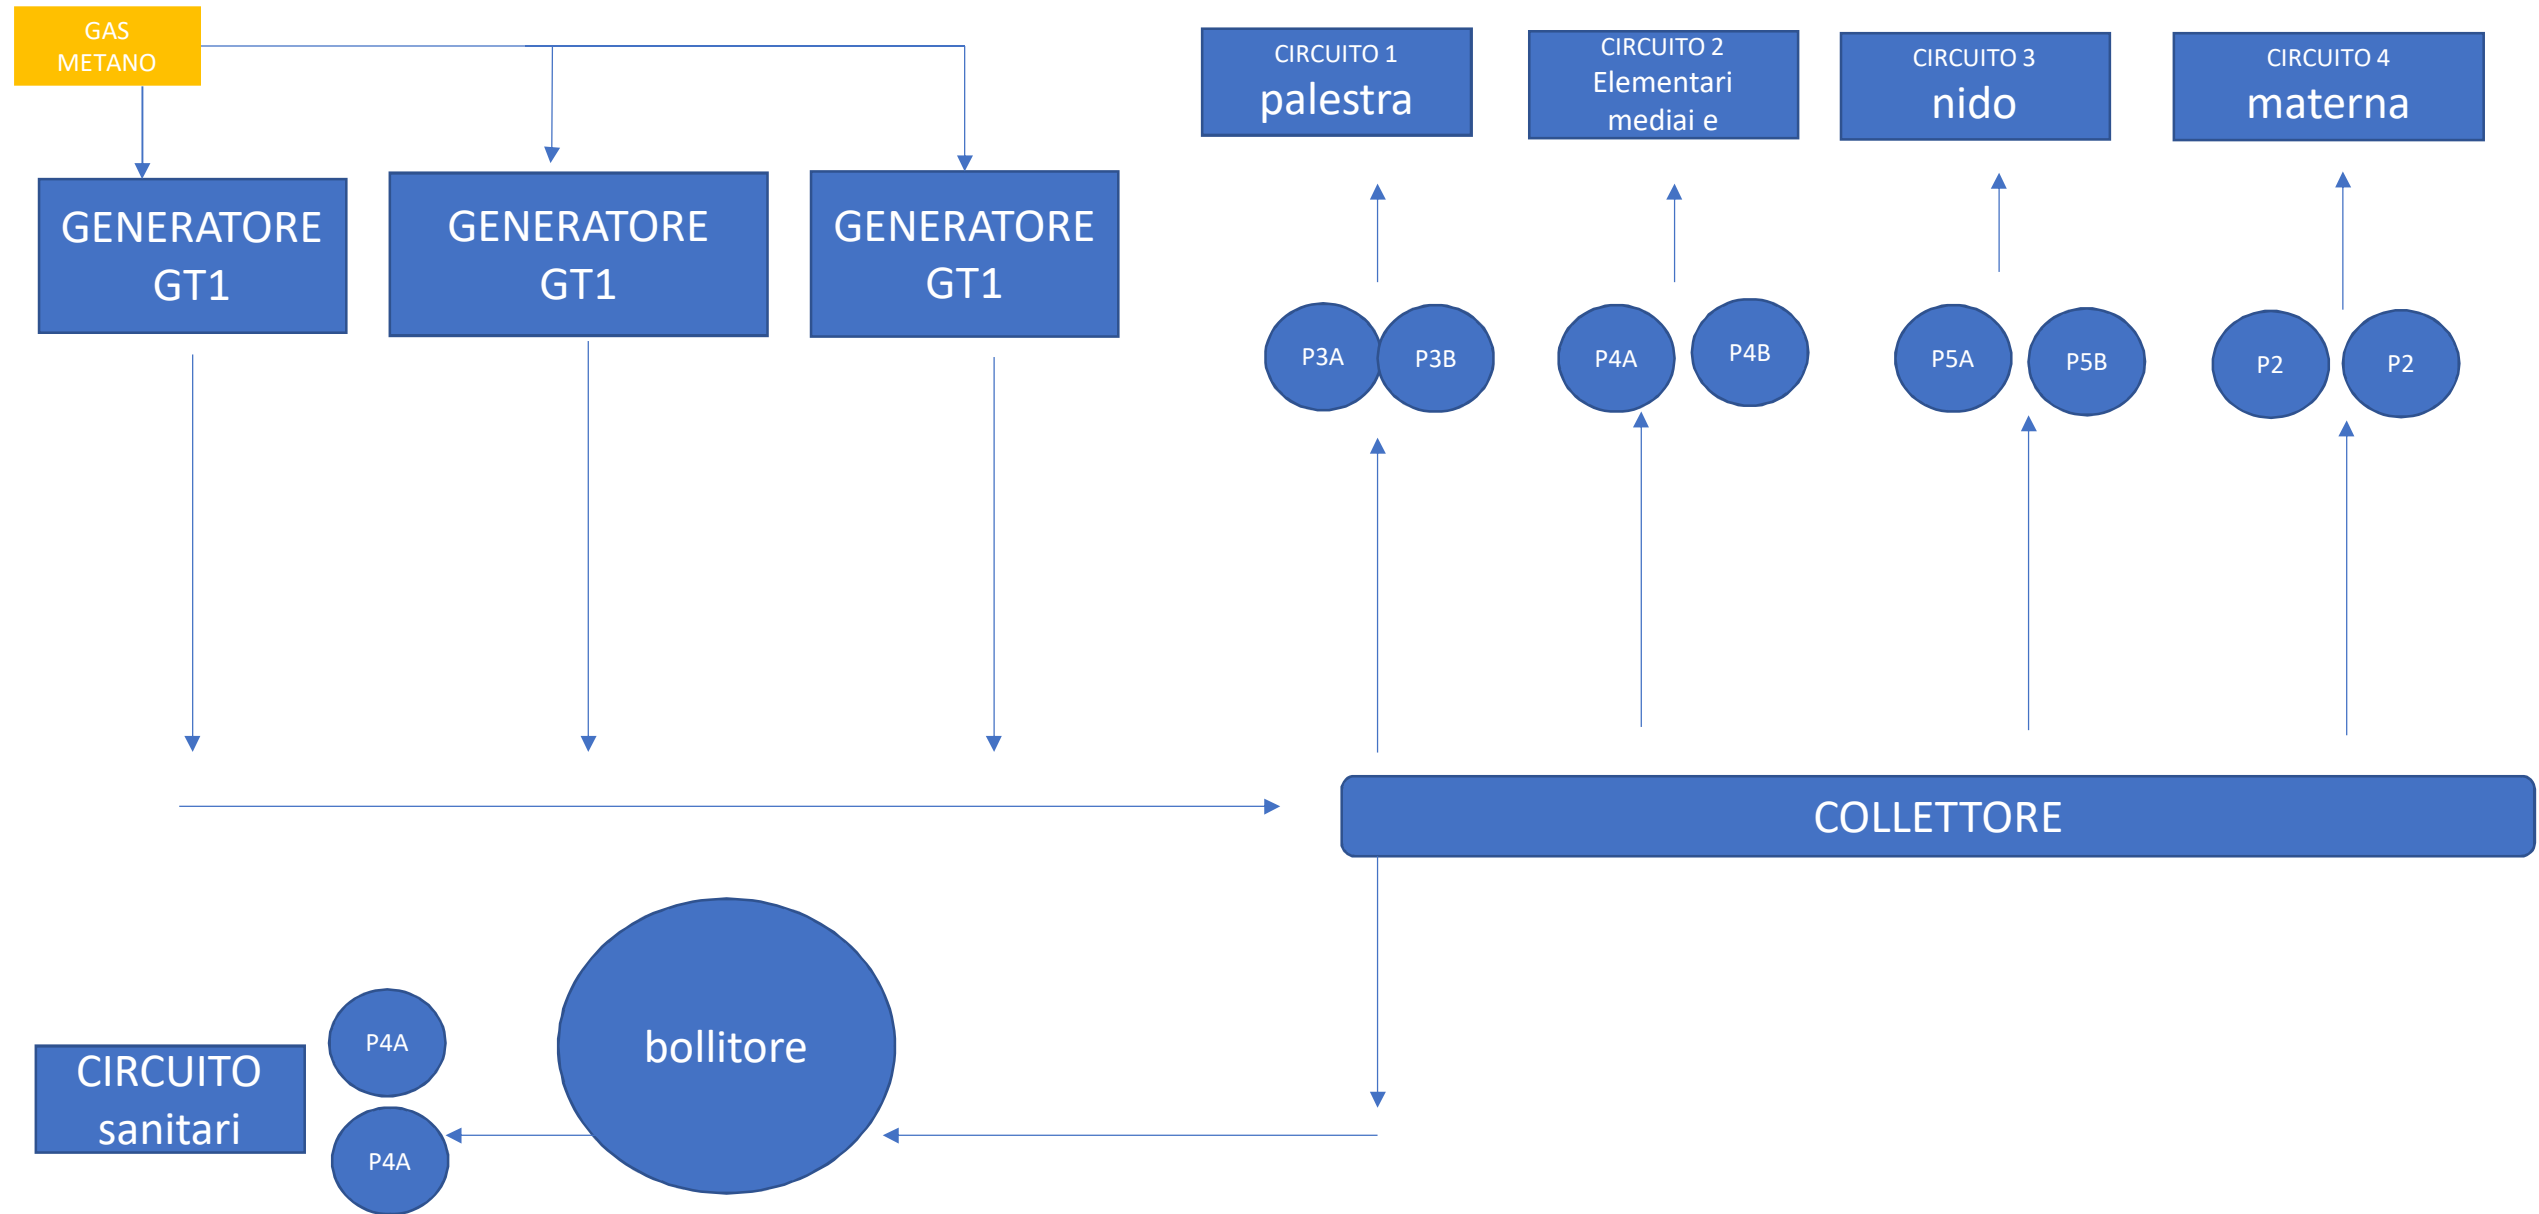 GAS
METANO
GENERATORE
GT1
GENERATORE
GT1
GENERATORE
GT1
CIRCUITO 1
palestra
CIRCUITO 2
Elementari
mediai e
CIRCUITO 3
nido
CIRCUITO 4
materna
P3A
P3B
P4A
P4B
P5A
P5B
P2
P2
COLLETTORE
bollitore
P4A
CIRCUITO
sanitari
P4A